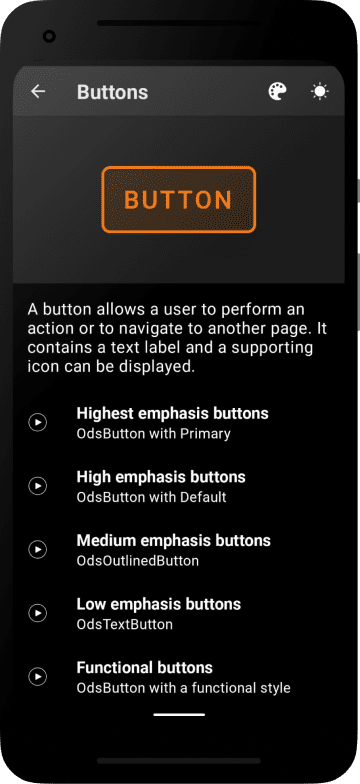 Buttons
BUTTON
A button allows a user to perform an
action or to navigate to another page. It
contains a text label and a supporting
icon can be displayed.
Highest emphasis buttons
OdsButton with Primary
High emphasis buttons
OdsButton with Default
Medium emphasis buttons
OdsOutlinedButton
Low emphasis buttons
OdsTextButton
Functional buttons
OdsButton with a functional style